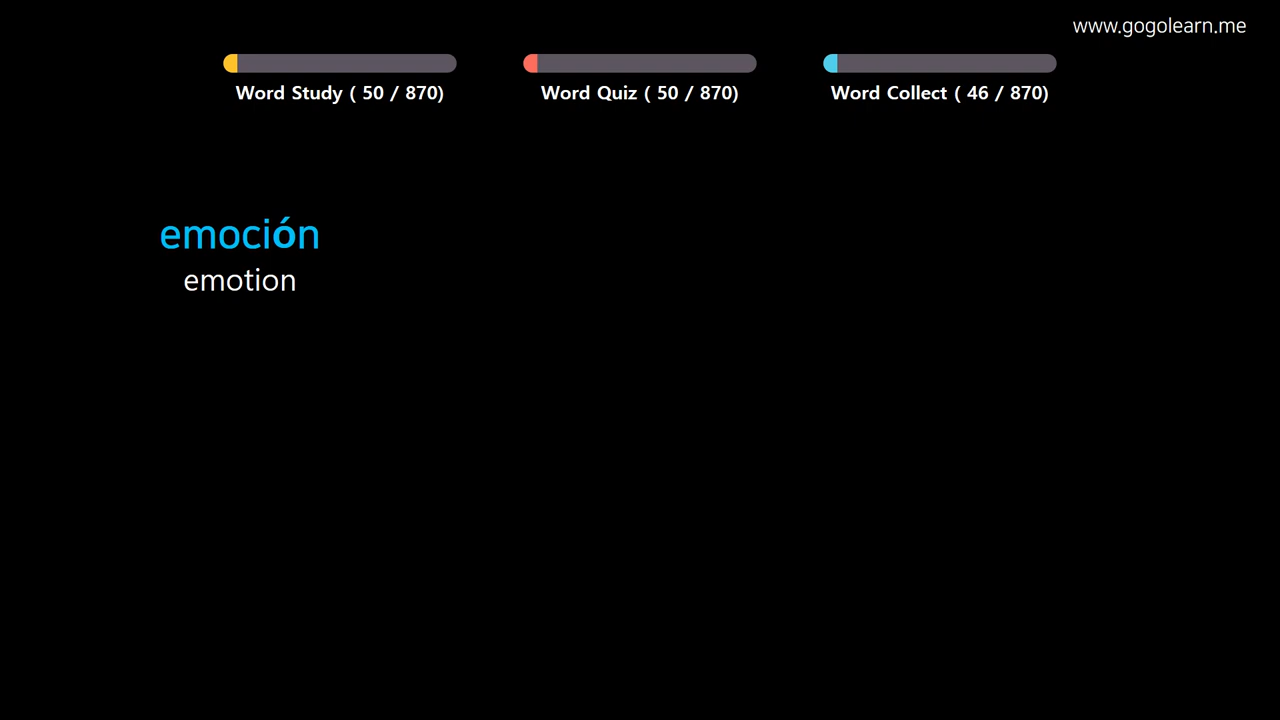 www.gogolearn.me
Word Study ( 50 / 870)
Word Quiz ( 50 / 870)
Word Collect ( 46 / 870)
emoción
emotion